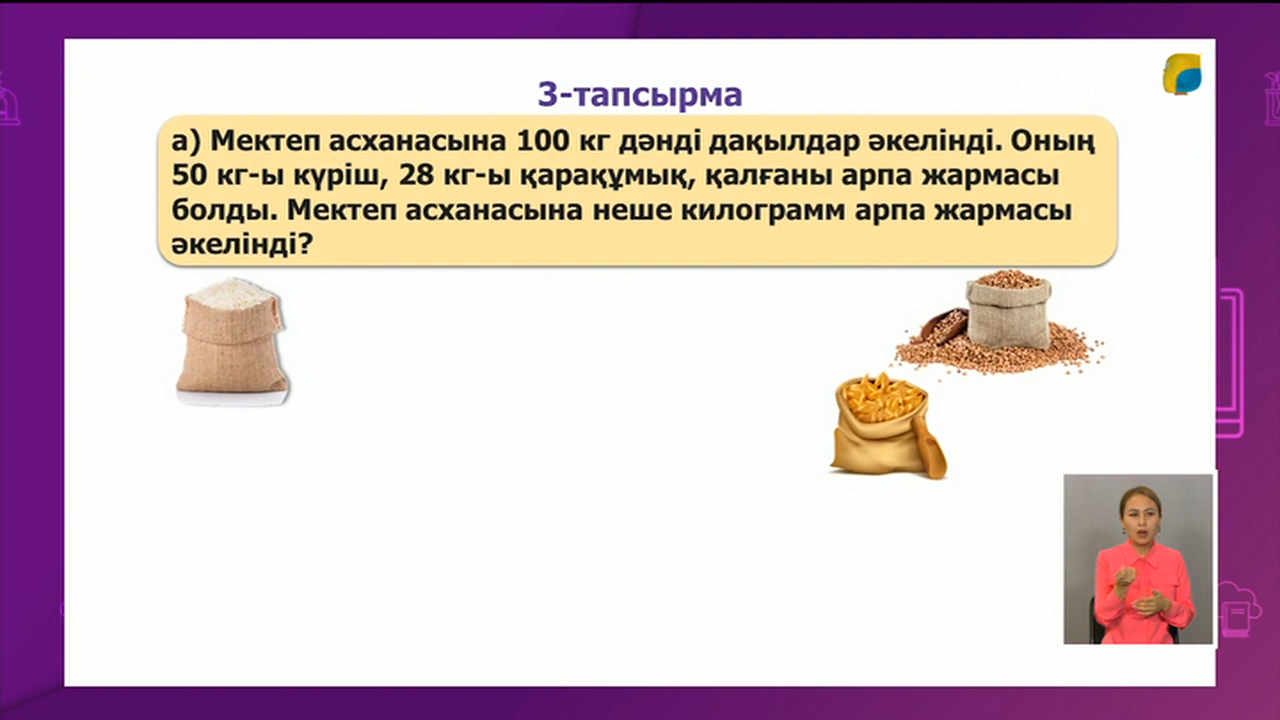 3-тапсырма
а) Мектеп асханасына 100 кг дәнді дақылдар әкелінді. Оның
50 кг-ы күріш, 28 кг-ы қарақұмық, қалғаны арпа жармасы
болды. Мектеп асханасына неше килограмм арпа жармасы
әкелінді?